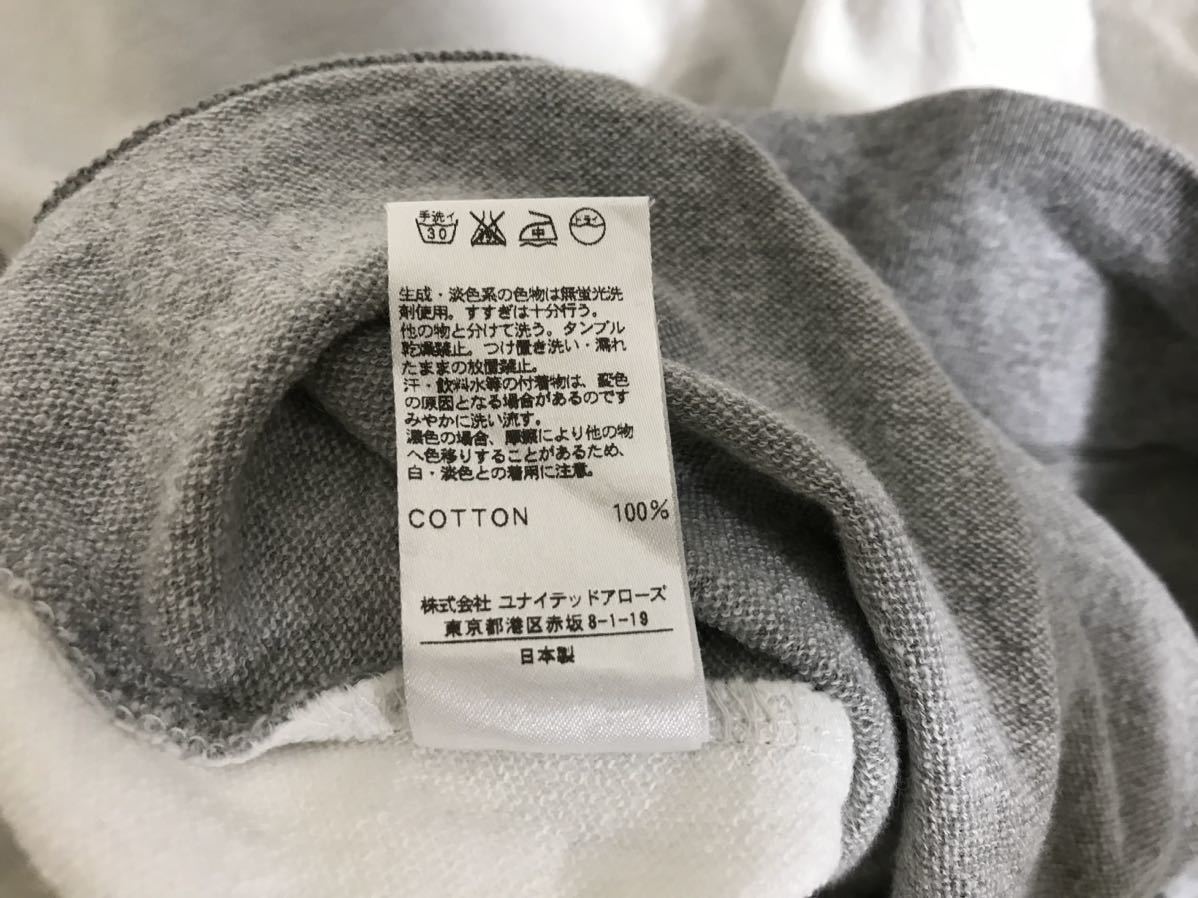 手洗イ 30 中 ドライ
生成・淡色系の色物は無蛍光洗
剤使用。すすぎは十分行う。
他の物と分けて洗う。タンブル
乾燥禁止。つけ置き洗い・濡れ
たままの放置禁止。
汗・飲料水等の付着物は、変色
の原因となる場合があるのです
みやかに洗い流す。
濃色の場合、摩擦により他の物
へ色移りすることがあるため、
白・淡色との着用に注意。
COTTON 100%
株式会社 ユナイテッドアローズ
東京都港区赤坂8-1-19
日本製